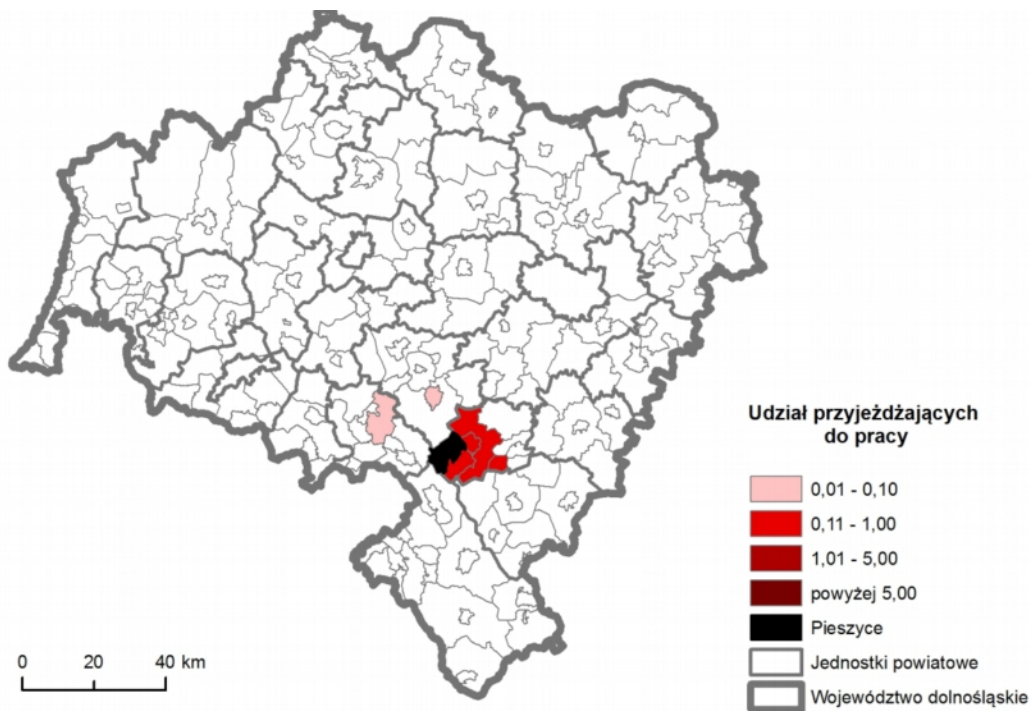 Udział przyjeżdżających
do pracy
0,01 - 0,10
0,11 - 1,00
1,01 - 5,00
powyżej 5,00
Pieszyce
Jednostki powiatowe
Województwo dolnośląskie
0 20 40 km